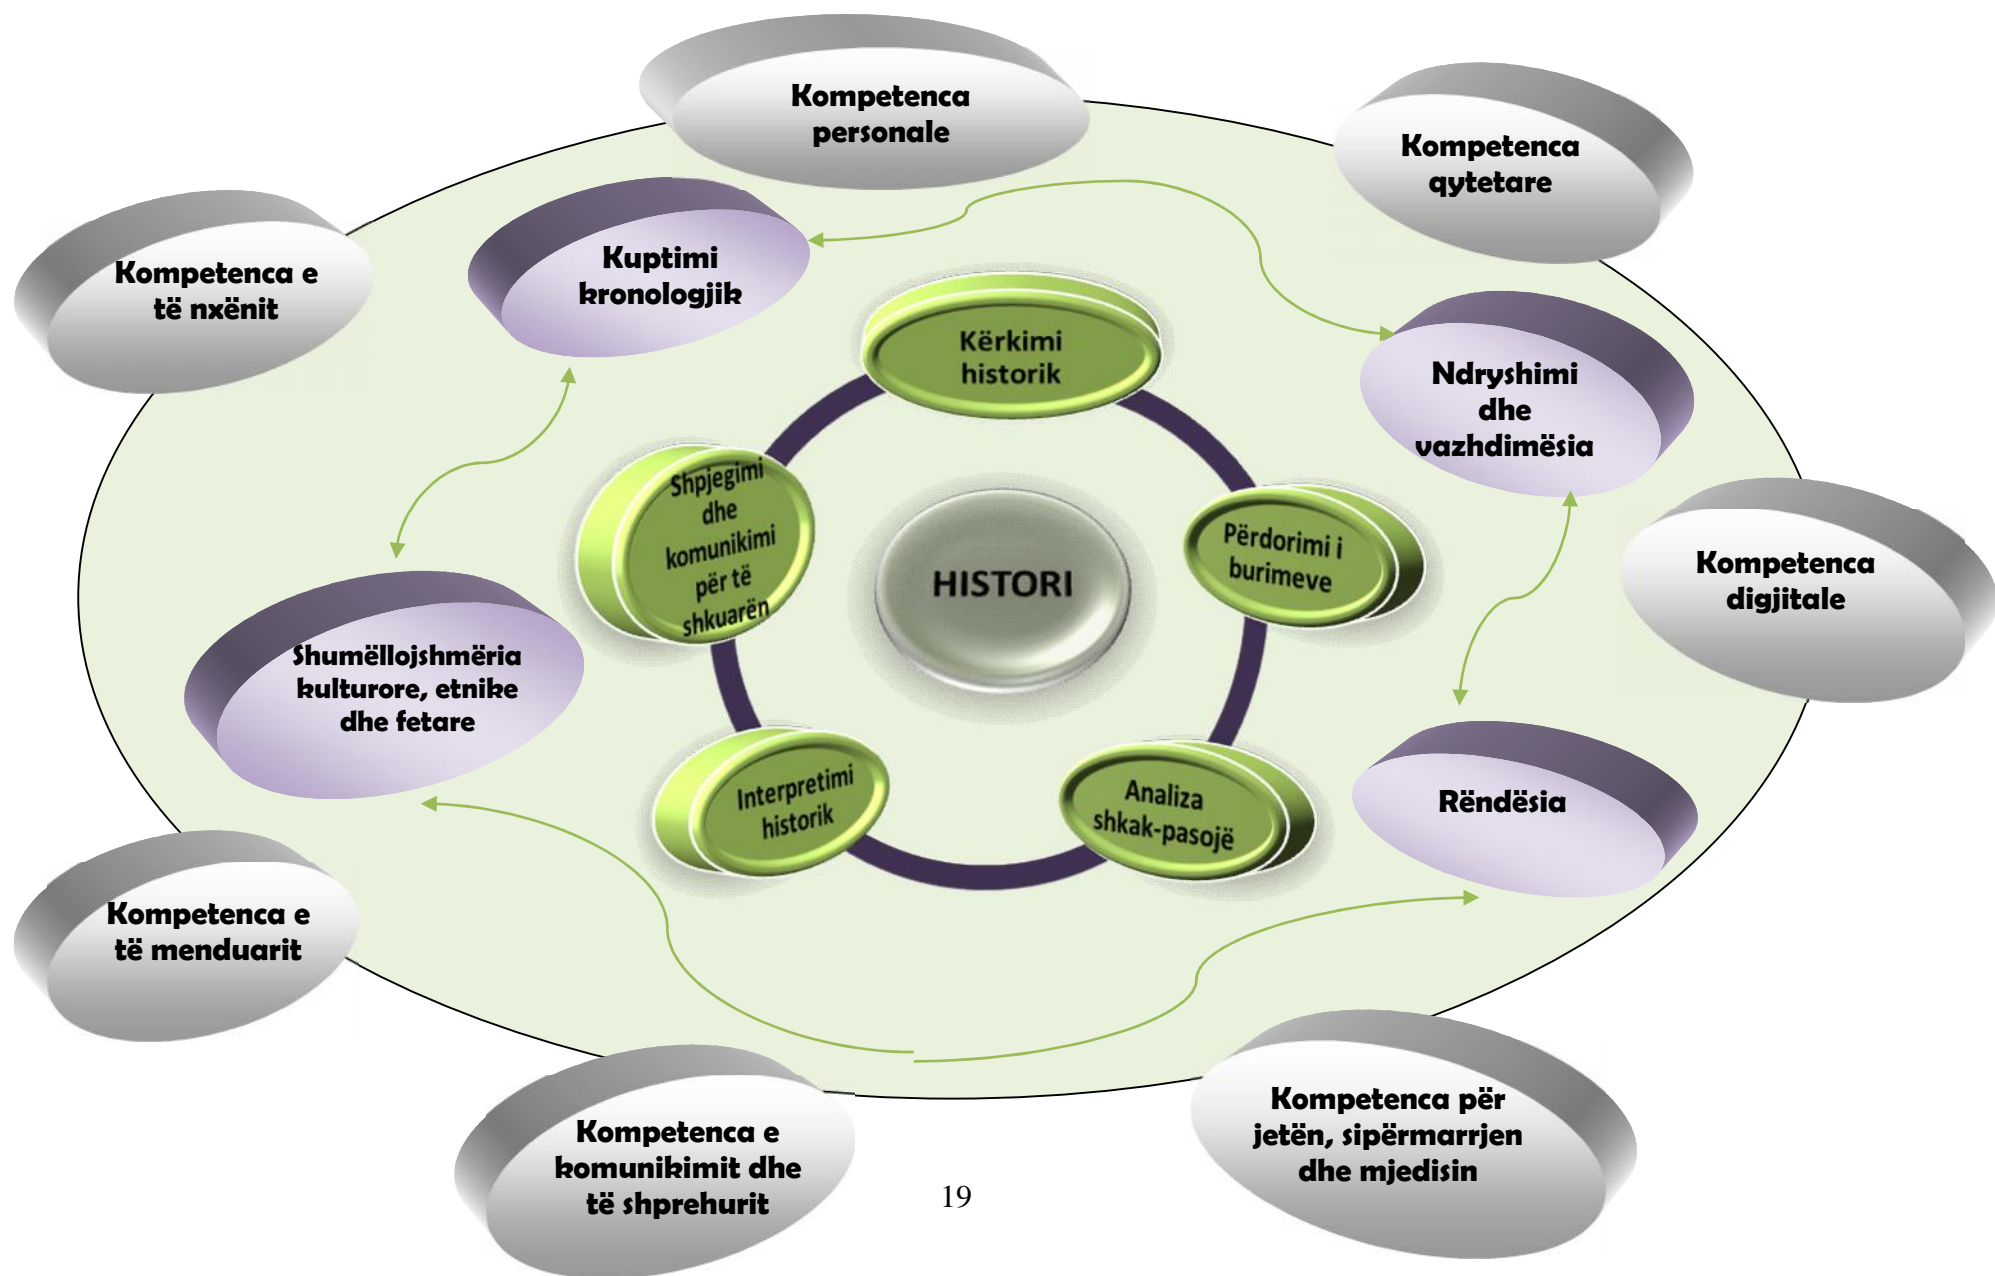 Kompetenca
personale
Kompetenca
qytetare
Kompetenca e
të nxënit
Kuptimi
kronologjik
Kërkimi
historik
Ndryshimi
dhe
vazhdimësia
Shpjegimi
dhe
komunikimi
për të
shkuarën
HISTORI
Përdorimi i
burimeve
Kompetenca
digjitale
Shumëllojshmëria
kulturore, etnike
dhe fetare
Interpretimi
historik
Analiza
shkak-pasojë
Rëndësia
Kompetenca e
të menduarit
Kompetenca e
komunikimit dhe
të shprehurit
Kompetenca për
jetën, sipërmarrjen
dhe mjedisin
19